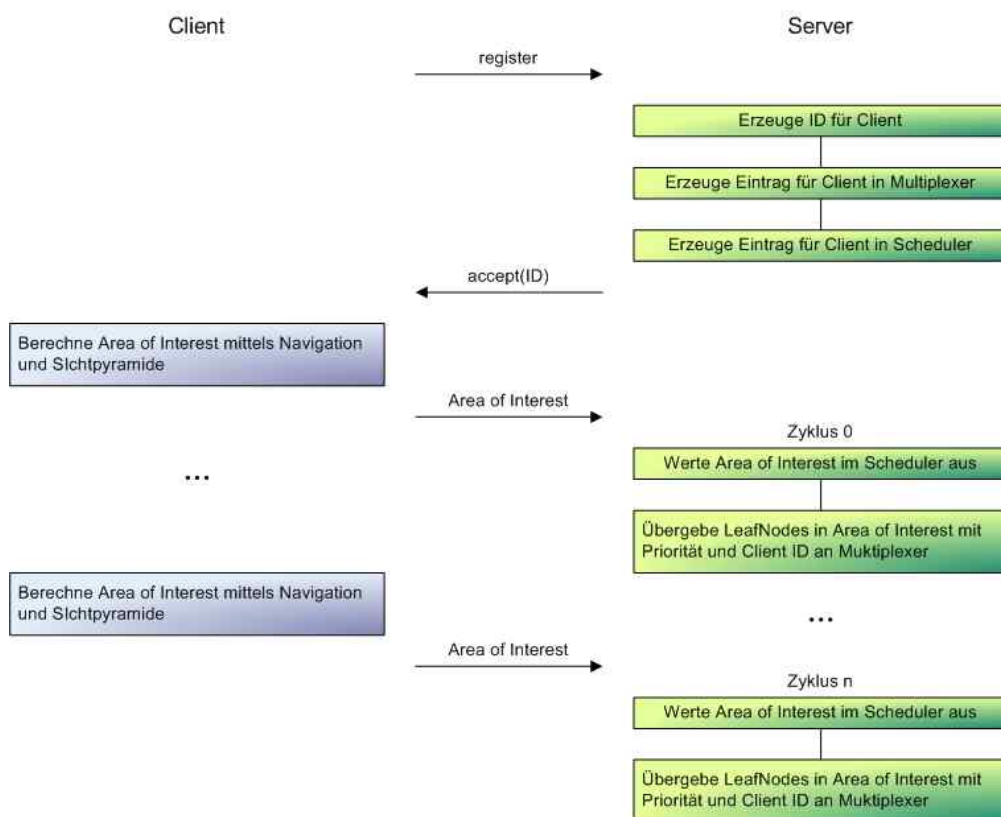 Client
Server
register
Erzeuge ID für Client
Erzeuge Eintrag für Client in Multiplexer
Erzeuge Eintrag für Client in Scheduler
accept(ID)
Berechne Area of Interest mittels Navigation
und SIchtpyramide
Area of Interest
Zyklus 0
Werte Area of Interest im Scheduler aus
...
Übergebe LeafNodes in Area of Interest mit
Priorität und Client ID an Muktiplexer
Berechne Area of Interest mittels Navigation
und SIchtpyramide
...
Area of Interest
Zyklus n
Werte Area of Interest im Scheduler aus
Übergebe LeafNodes in Area of Interest mit
Priorität und Client ID an Muktiplexer